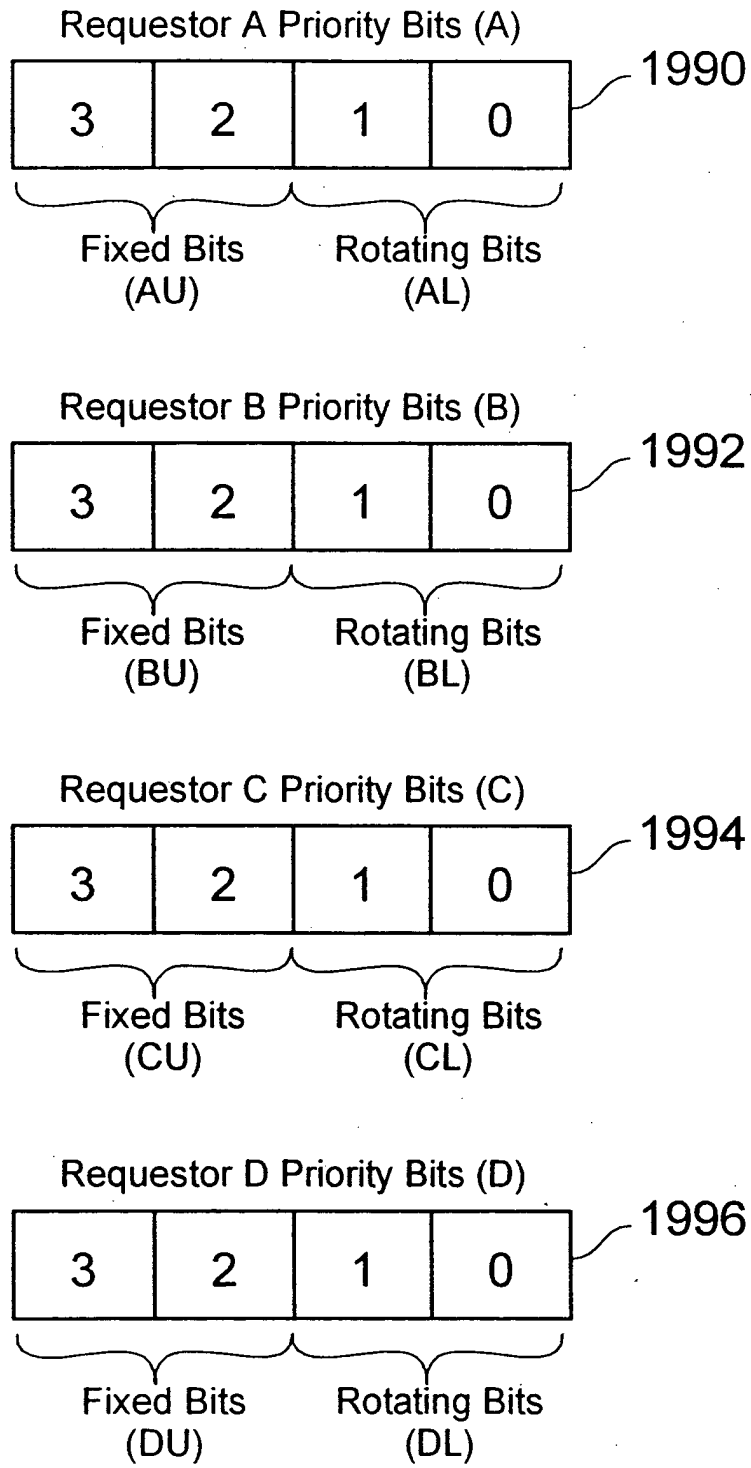 Requestor A Priority Bits (A)
1990
3 2 1 0
Fixed Bits Rotating Bits
(AU) (AL)
Requestor B Priority Bits (B)
1992
3 2 1 0
Fixed Bits Rotating Bits
(BU) (BL)
Requestor C Priority Bits (C)
1994
3 2 1 0
Fixed Bits Rotating Bits
(CU) (CL)
Requestor D Priority Bits (D)
1996
3 2 1 0
Fixed Bits Rotating Bits
(DU) (DL)